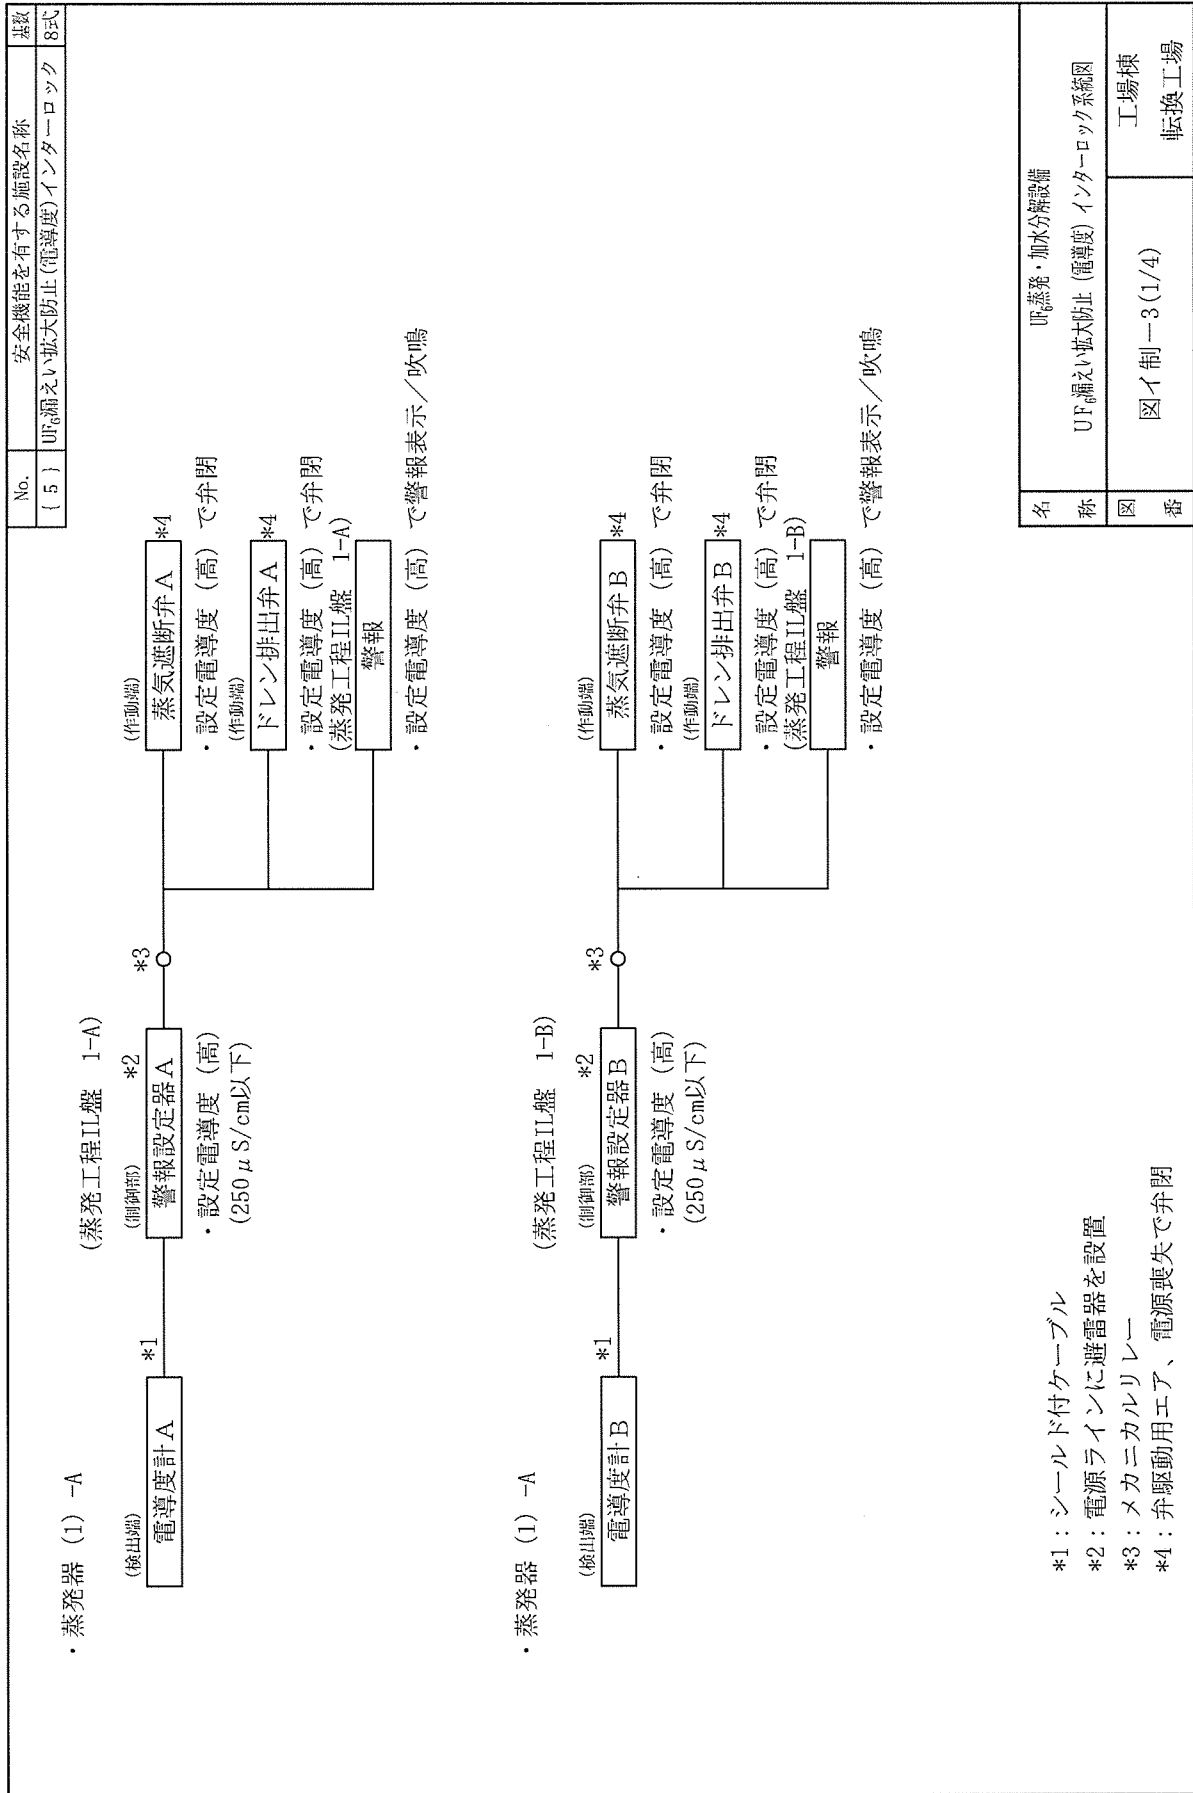 No. 安全機能を有する施設名称 基数
{ 5 } UF₆漏えい拡大防止(電導度)インターロック 8式
・蒸発器 (1) -A
(蒸発工程IL盤 1-A)
(検出端)
電導度計A
*1
(制御部) *2
警報設定器A
・設定電導度 (高)
(250μS/cm以下)
*3
(作動端)
蒸気遮断弁A *4
・設定電導度 (高) で弁閉
(作動端)
ドレン排出弁A *4
・設定電導度 (高) で弁閉
(蒸発工程IL盤 1-A)
警報
・設定電導度 (高) で警報表示/吹鳴
・蒸発器 (1) -A
(蒸発工程IL盤 1-B)
(検出端)
電導度計B
*1
(制御部) *2
警報設定器B
・設定電導度 (高)
(250μS/cm以下)
*3
(作動端)
蒸気遮断弁B *4
・設定電導度 (高) で弁閉
(作動端)
ドレン排出弁B *4
・設定電導度 (高) で弁閉
(蒸発工程IL盤 1-B)
警報
・設定電導度 (高) で警報表示/吹鳴
*1:シールド付ケーブル
*2:電源ラインに避雷器を設置
*3:メカニカルリレー
*4:弁駆動用エア、電源喪失で弁閉
名称
UF₆蒸発・加水分解設備
UF₆漏えい拡大防止 (電導度) インターロック系統図
図番
図イ制－3(1/4)
工場棟
転換工場